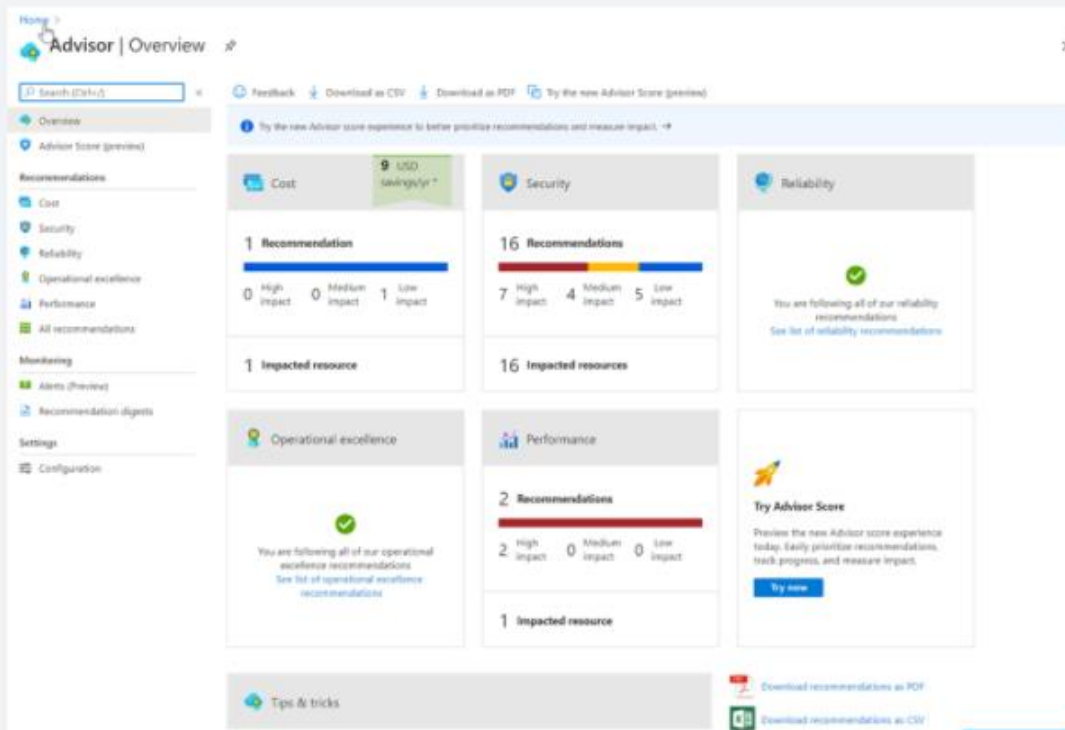 Home >
Advisor | Overview
Search (Ctrl+/)
«
Feedback
Download as CSV
Download as PDF
Try the new Advisor Score (preview)
Overview
Advisor Score (preview)
Recommendations
Cost
Security
Reliability
Operational excellence
Performance
All recommendations
Monitoring
Alerts (Preview)
Recommendation digests
Settings
Configuration
Try the new Advisor score experience to better prioritize recommendations and measure impact. →
Cost
9 USD
savings/yr *
1 Recommendation
0 High impact
0 Medium impact
1 Low impact
1 Impacted resource
Security
16 Recommendations
7 High impact
4 Medium impact
5 Low impact
16 Impacted resources
Reliability
You are following all of our reliability
recommendations
See list of reliability recommendations
Operational excellence
You are following all of our operational
excellence recommendations
See list of operational excellence
recommendations
Performance
2 Recommendations
2 High impact
0 Medium impact
0 Low impact
1 Impacted resource
Try Advisor Score
Preview the new Advisor score experience
today. Easily prioritize recommendations,
track progress, and measure impact.
Try now
Tips & tricks
Download recommendations as PDF
Download recommendations as CSV